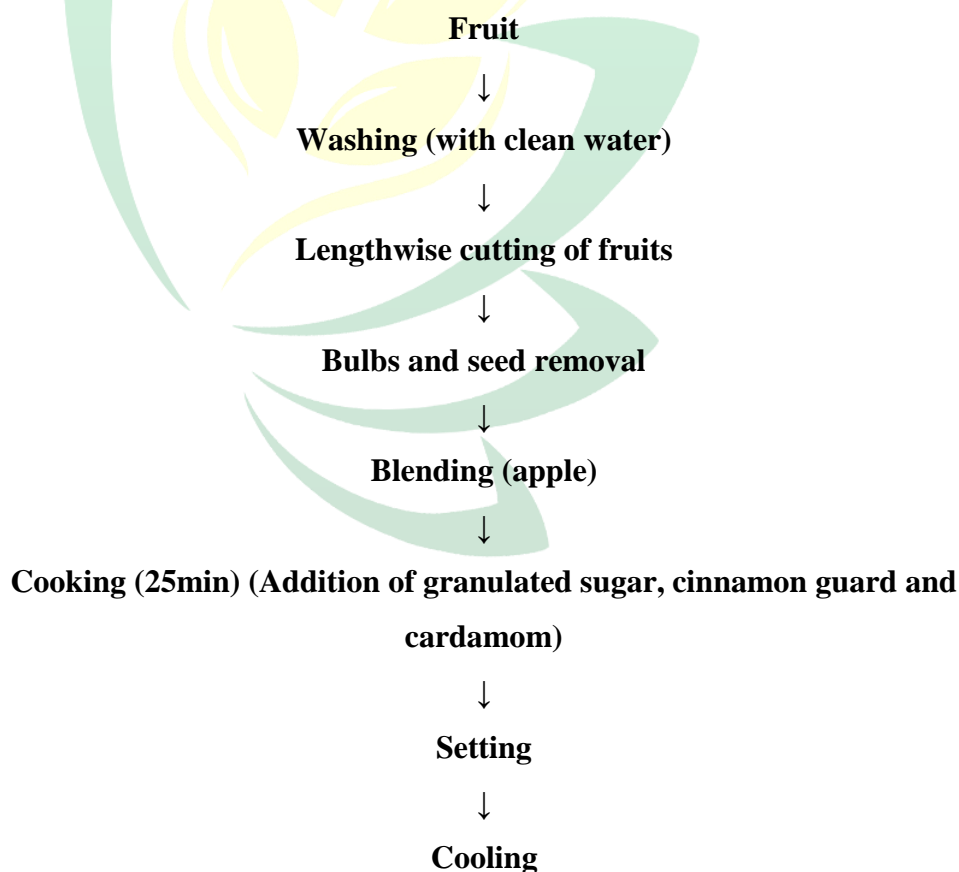 Fruit
↓
Washing (with clean water)
↓
Lengthwise cutting of fruits
↓
Bulbs and seed removal
↓
Blending (apple)
↓
Cooking (25min) (Addition of granulated sugar, cinnamon guard and
cardamom)
↓
Setting
↓
Cooling